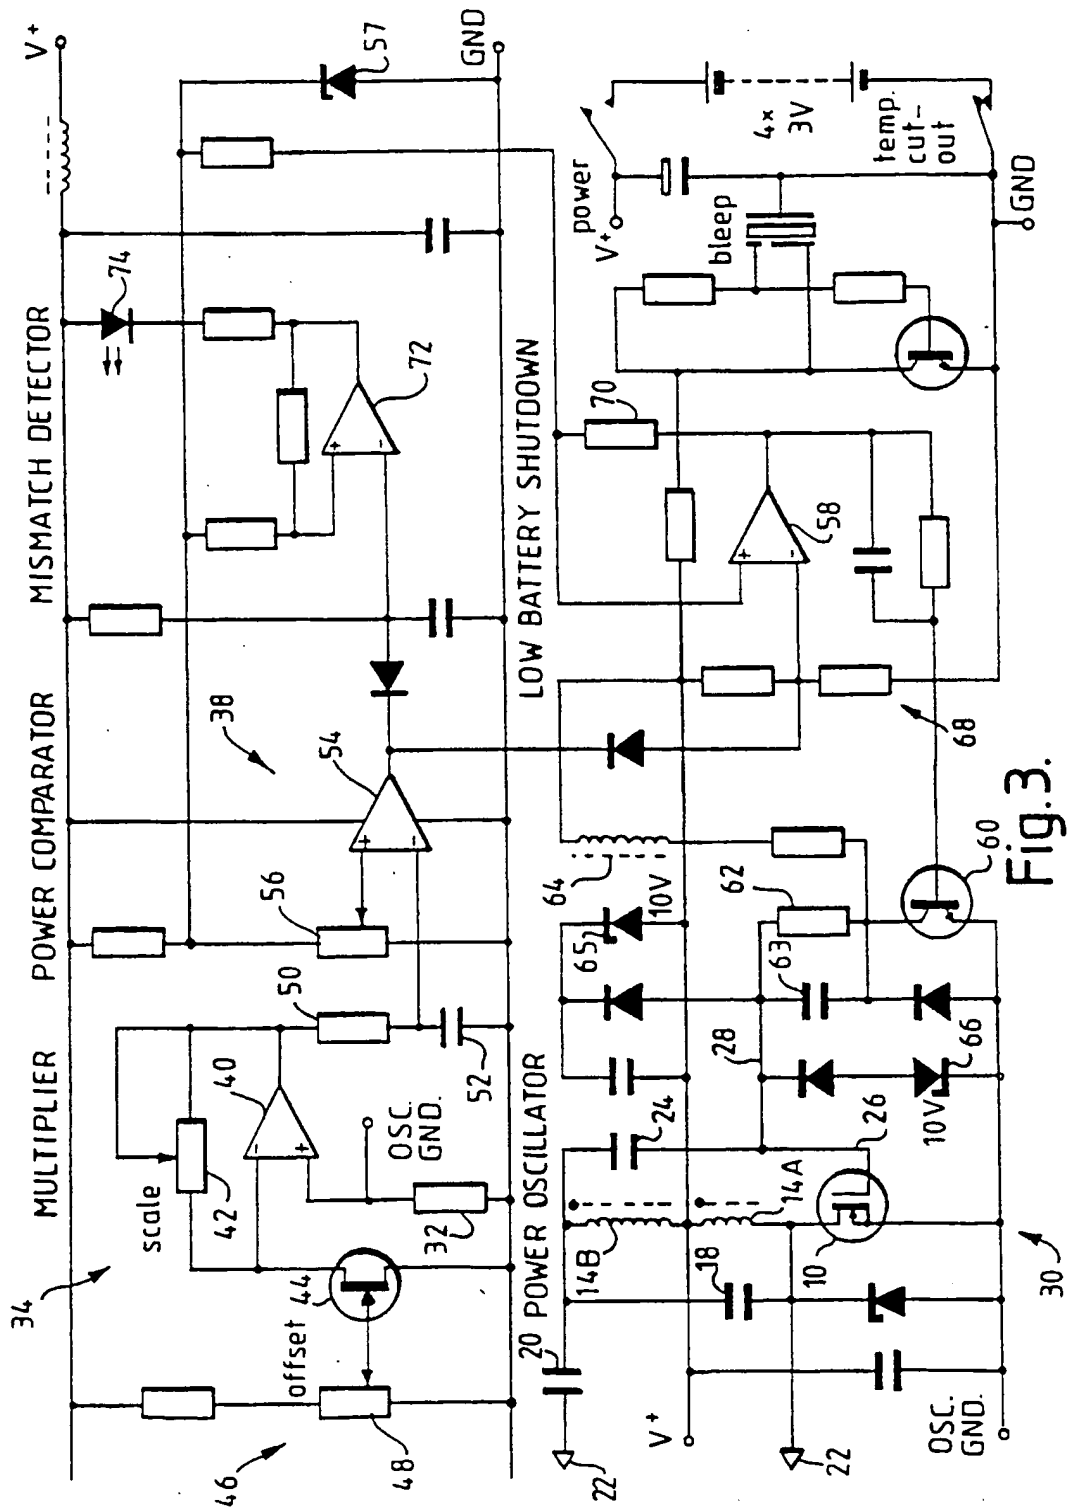 MULTIPLIER
POWER COMPARATOR
MISMATCH DETECTOR
V+
34
scale
42
40
50
56
54
38
72
74
57
GND
46
offset
44
48
32
OSC.
GND.
52
+
−
+
−
+
−
20 POWER OSCILLATOR
LOW BATTERY SHUTDOWN
22
14B
18
V+
22
OSC.
GND.
10
14A
24
26
28
30
65
64
10V
63
62
66
10V
60
68
58
+
−
70
bleep
power
V+
4x
3V
temp.
cut-
out
GND
Fig.3.